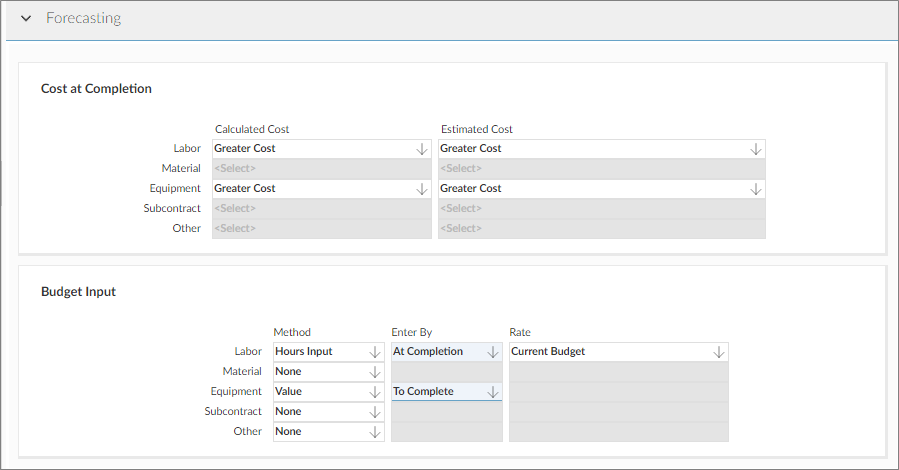 Forecasting
Cost at Completion
Calculated Cost Estimated Cost
Labor Greater Cost Greater Cost
Material <Select> <Select>
Equipment Greater Cost Greater Cost
Subcontract <Select> <Select>
Other <Select> <Select>
Budget Input
Method Enter By Rate
Labor Hours Input At Completion Current Budget
Material None
Equipment Value To Complete
Subcontract None
Other None